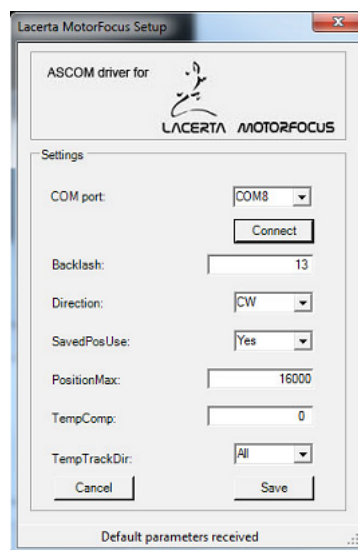 Lacerta MotorFocus Setup
ASCOM driver for
LACERTA MOTORFOCUS
Settings
COM port: COM8
Connect
Backlash: 13
Direction: CW
SavedPosUse: Yes
PositionMax: 16000
TempComp: 0
TempTrackDir: All
Cancel Save
Default parameters received